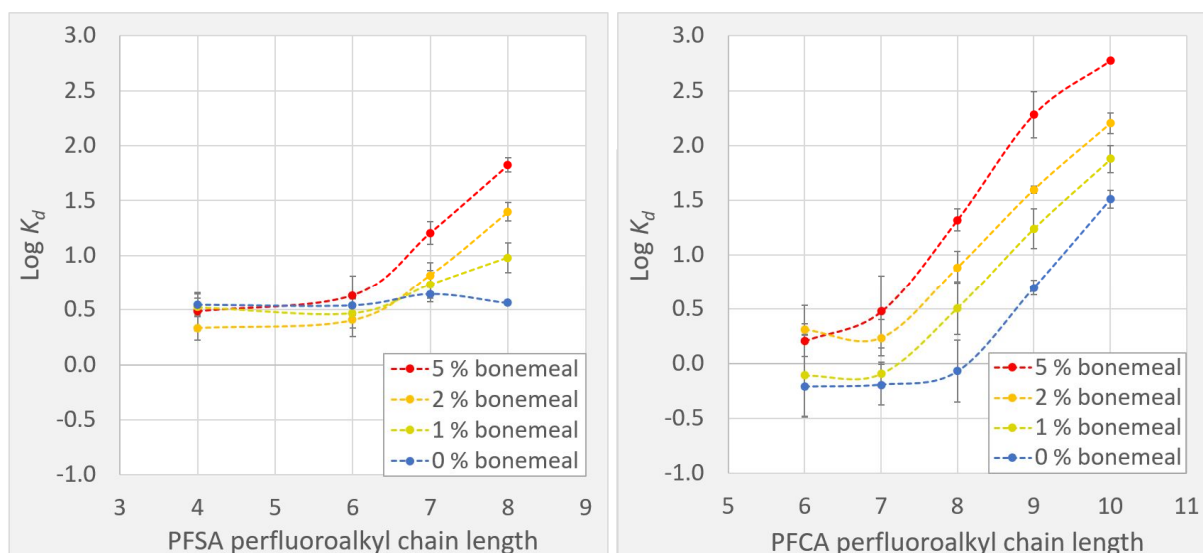 3.0
2.5
2.0
1.5
1.0
0.5
0.0
-0.5
-1.0
Log Kd
3 4 5 6 7 8 9
PFSA perfluoroalkyl chain length
5 % bonemeal
2 % bonemeal
1 % bonemeal
0 % bonemeal
3.0
2.5
2.0
1.5
1.0
0.5
0.0
-0.5
-1.0
Log Kd
5 6 7 8 9 10 11
PFCA perfluoroalkyl chain length
5 % bonemeal
2 % bonemeal
1 % bonemeal
0 % bonemeal